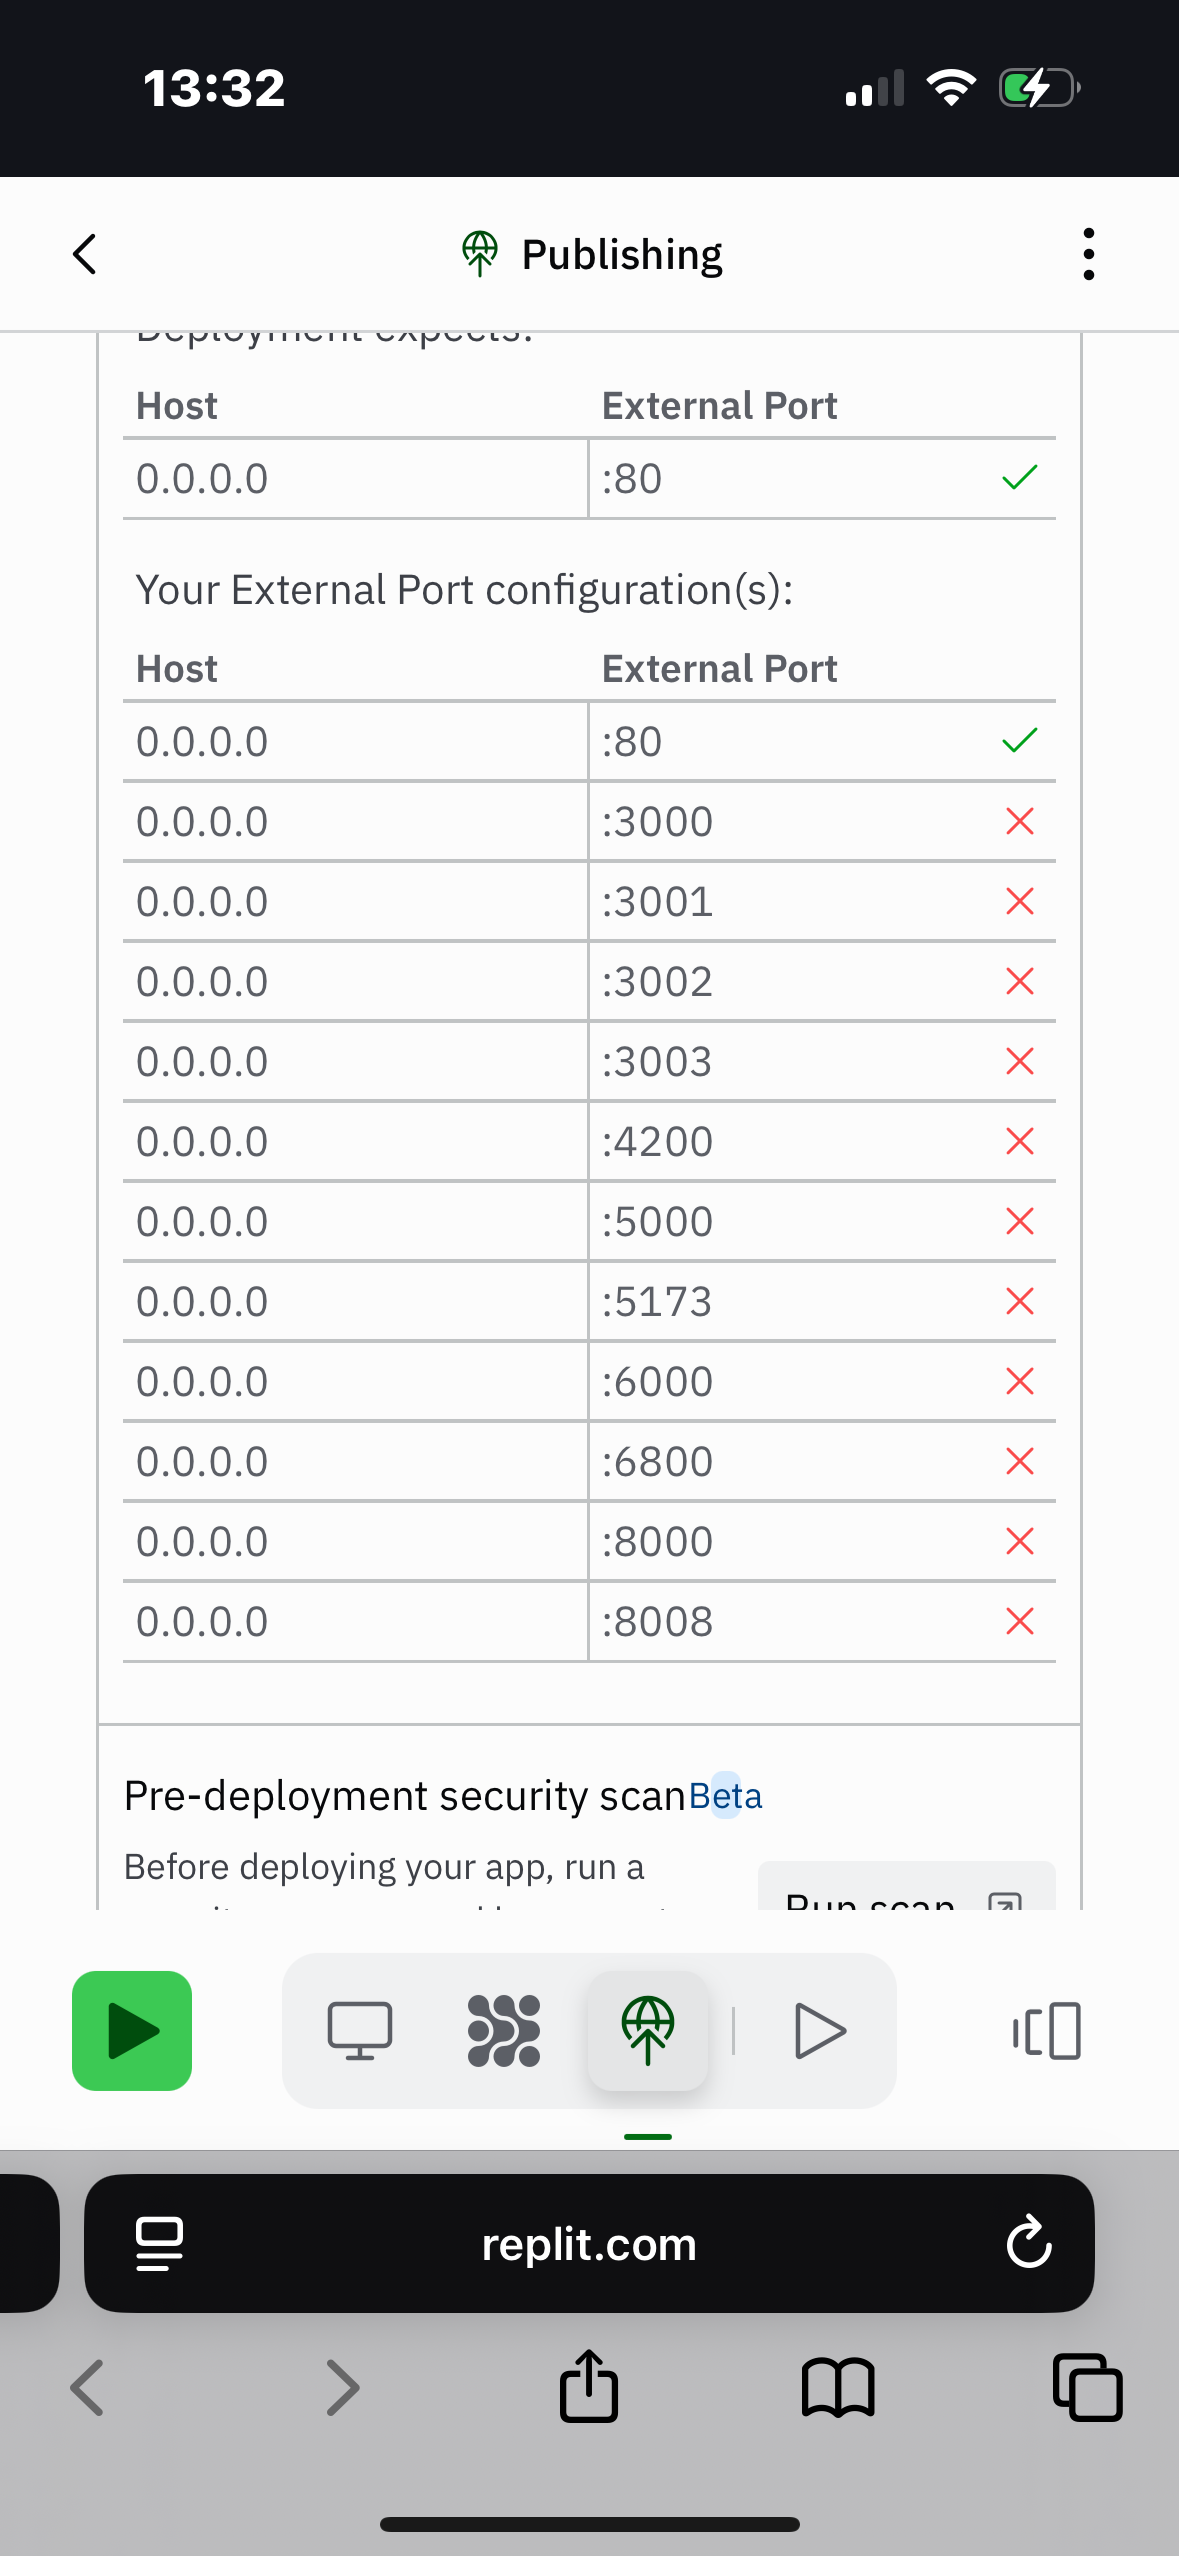 13:32
Publishing
Deployment expects:
Host External Port
0.0.0.0 :80
Your External Port configuration(s):
Host External Port
0.0.0.0 :80
0.0.0.0 :3000
0.0.0.0 :3001
0.0.0.0 :3002
0.0.0.0 :3003
0.0.0.0 :4200
0.0.0.0 :5000
0.0.0.0 :5173
0.0.0.0 :6000
0.0.0.0 :6800
0.0.0.0 :8000
0.0.0.0 :8008
Pre-deployment security scan Beta
Before deploying your app, run a
Run scan
replit.com